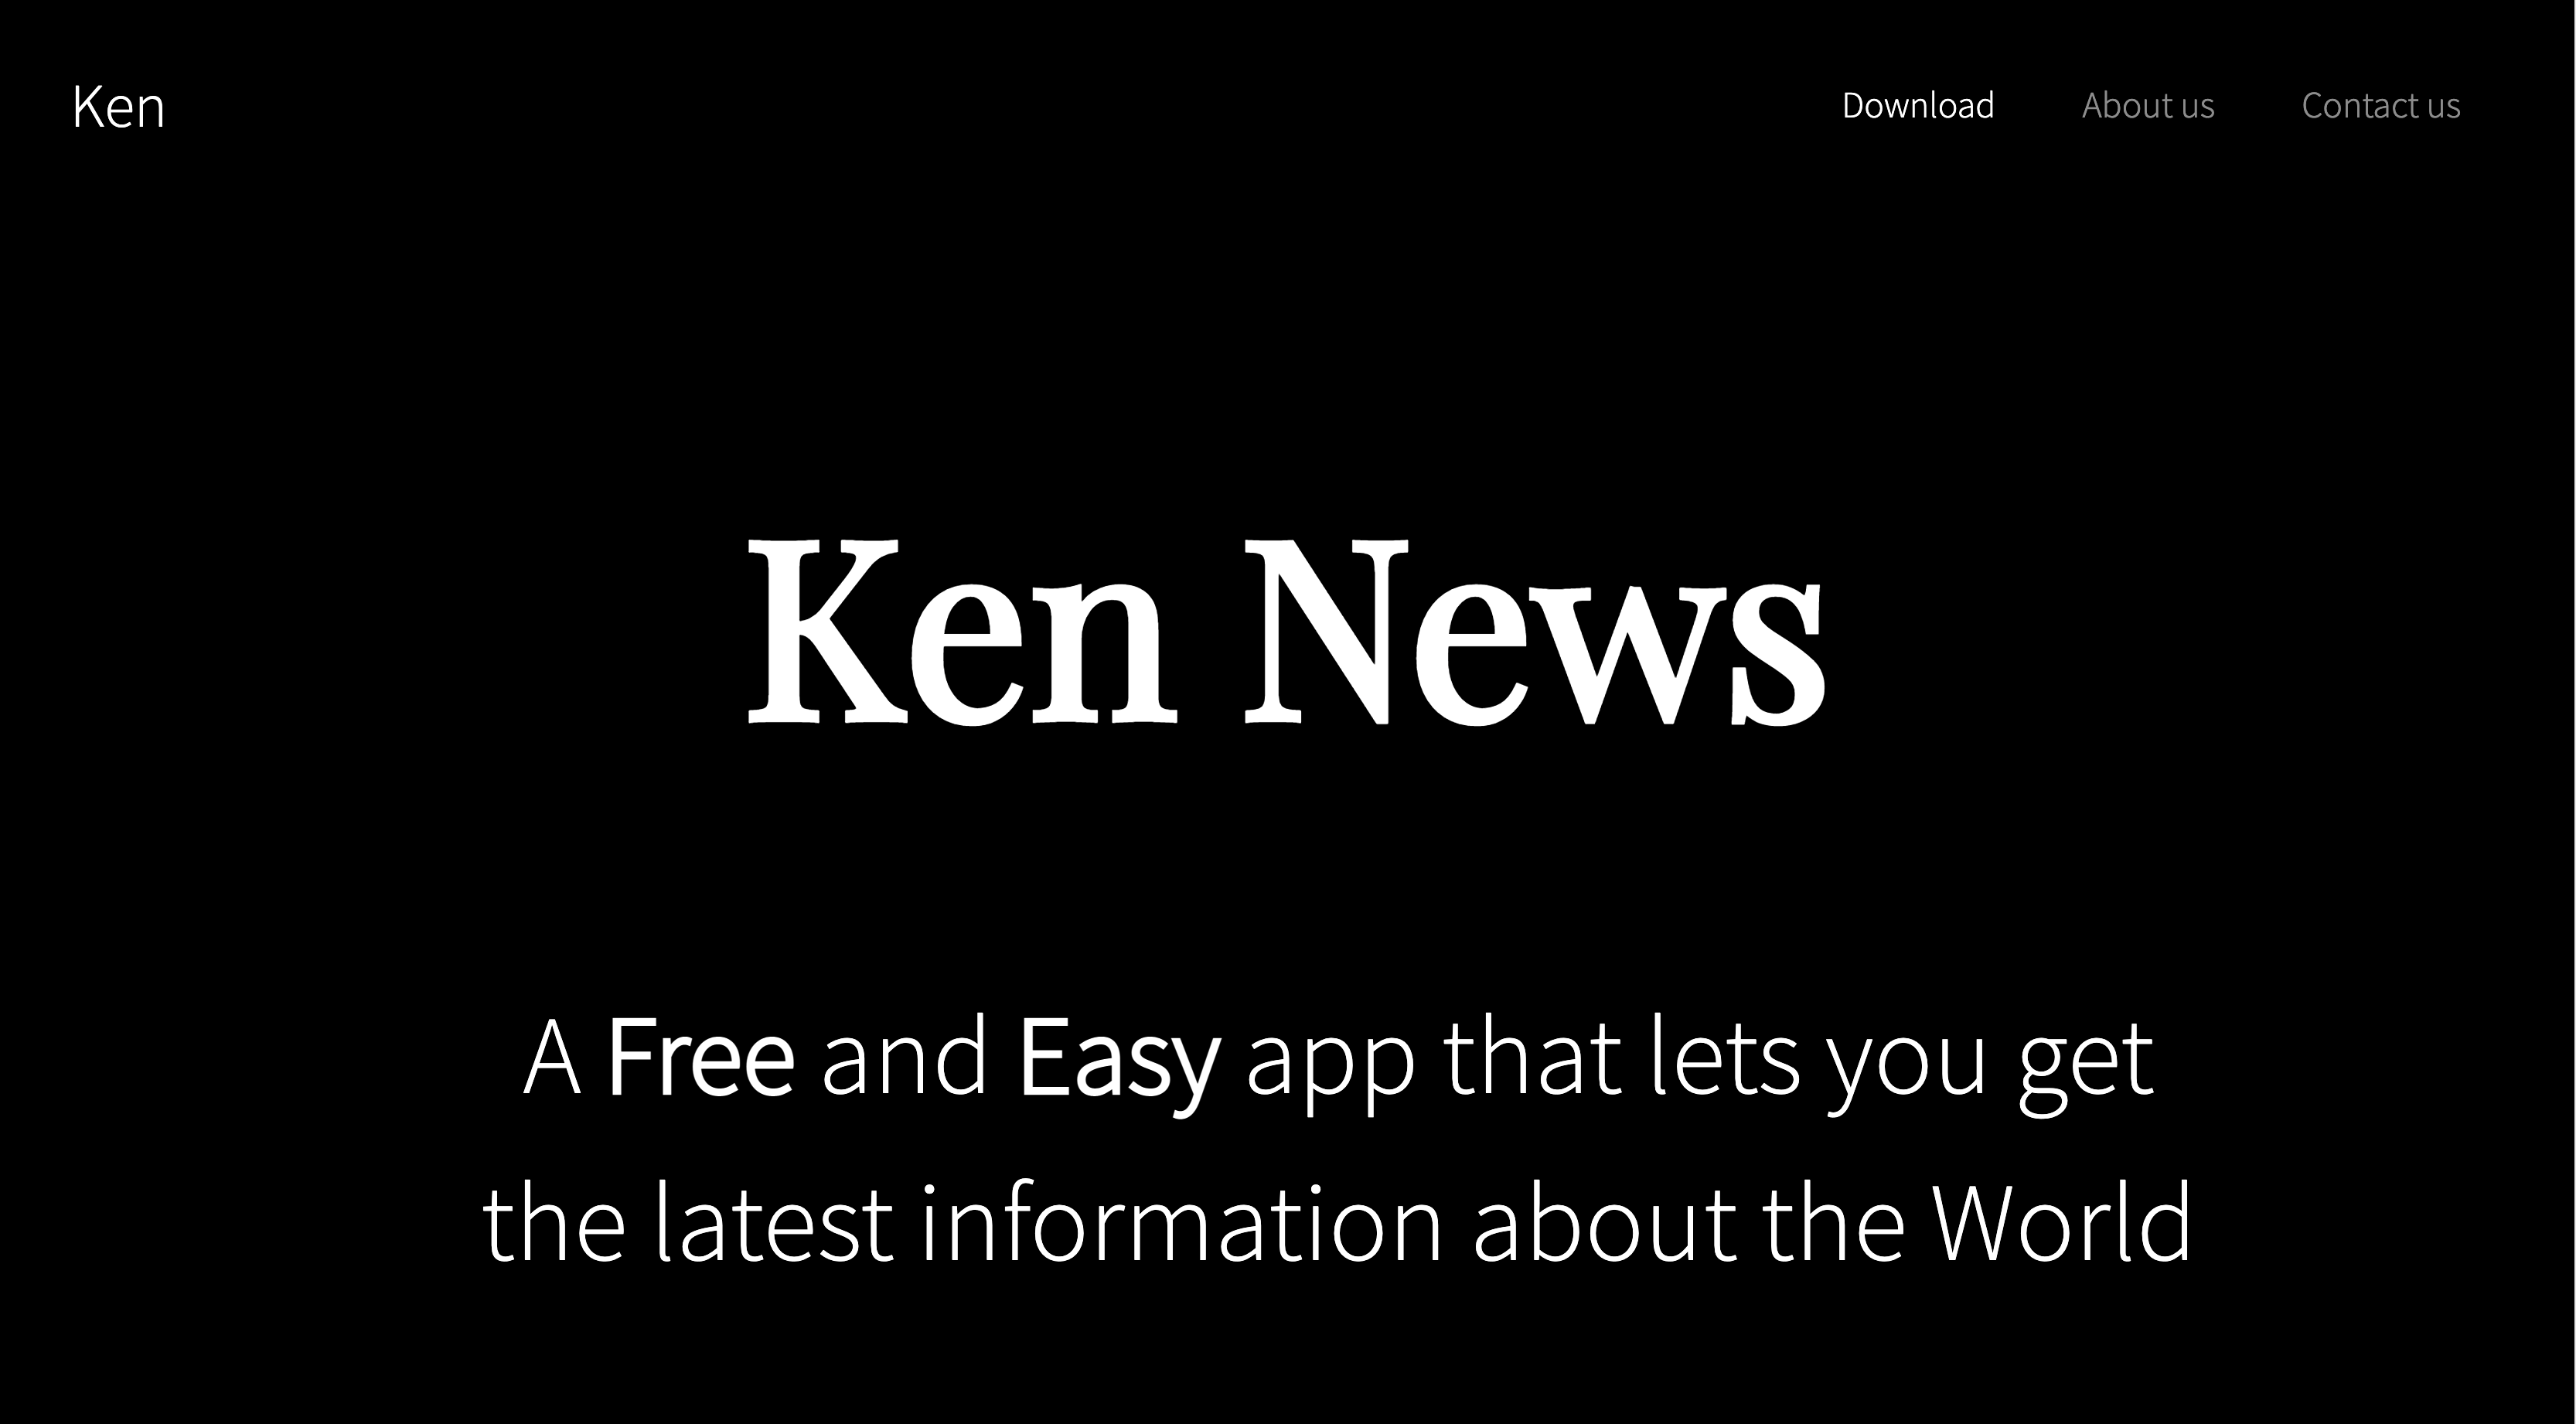 Ken
Download About us Contact us
Ken News
A Free and Easy app that lets you get
the latest information about the World